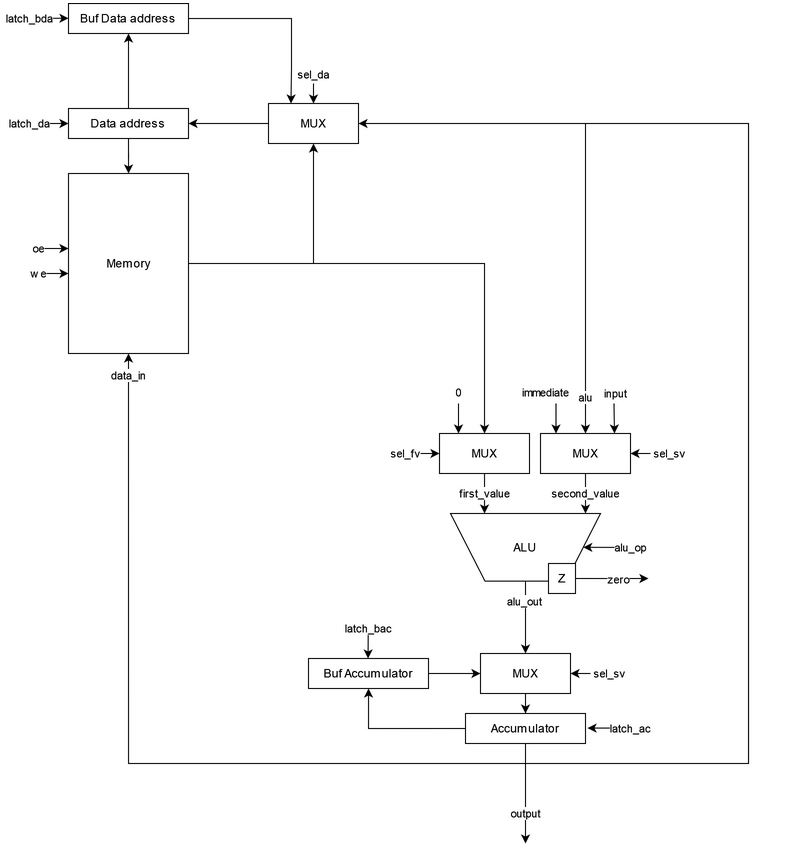 latch_bda
Buf Data address
sel_da
latch_da
Data address
MUX
oe
we
Memory
data_in
0
immediate
alu
input
sel_fv
MUX
MUX
sel_sv
first_value
second_value
ALU
alu_op
Z
zero
alu_out
latch_bac
Buf Accumulator
MUX
sel_sv
Accumulator
latch_ac
output